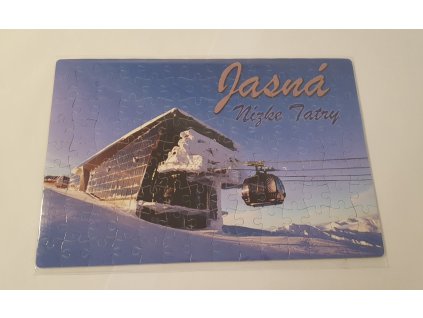 Jasná
Nízke Tatry